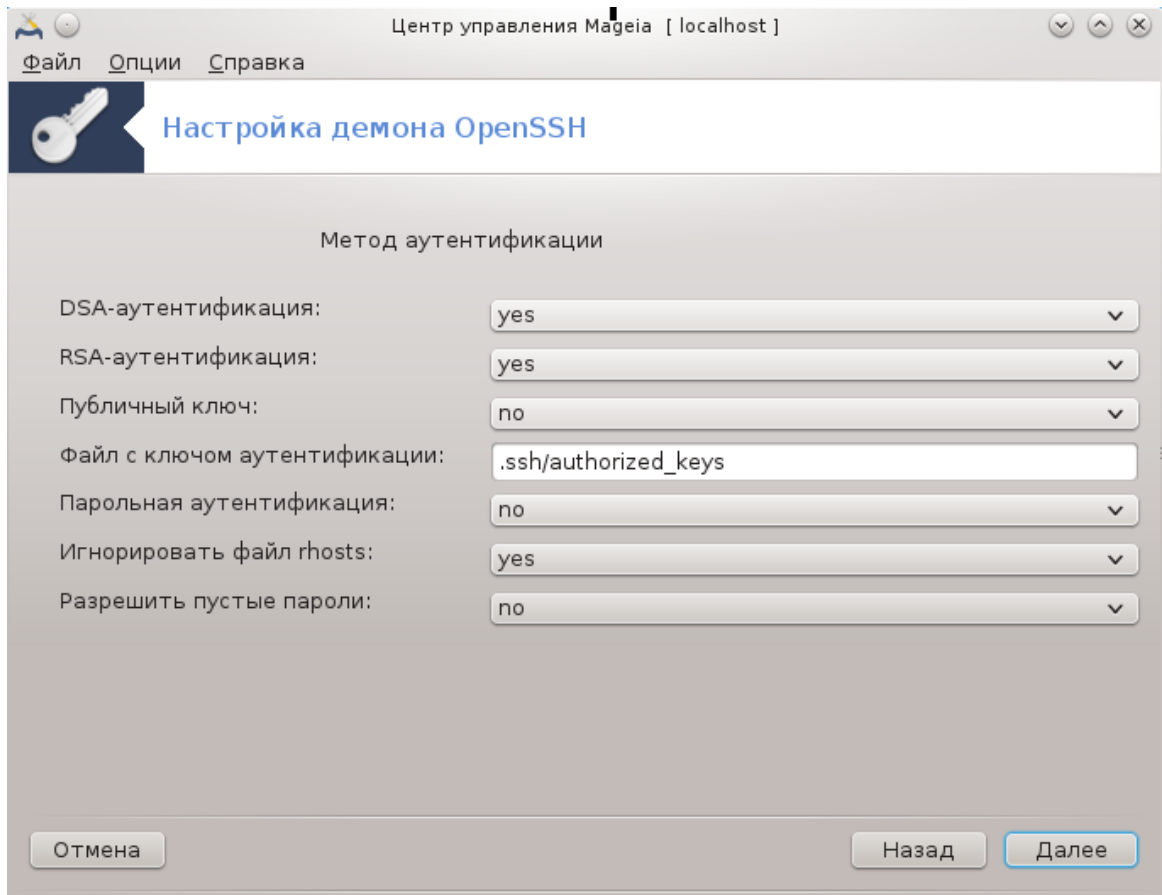 Центр управления Mageia [ localhost ]
Файл Опции Справка
Настройка демона OpenSSH
Метод аутентификации
DSA-аутентификация: yes
RSA-аутентификация: yes
Публичный ключ: no
Файл с ключом аутентификации: .ssh/authorized_keys
Парольная аутентификация: no
Игнорировать файл rhosts: yes
Разрешить пустые пароли: no
Отмена Назад Далее